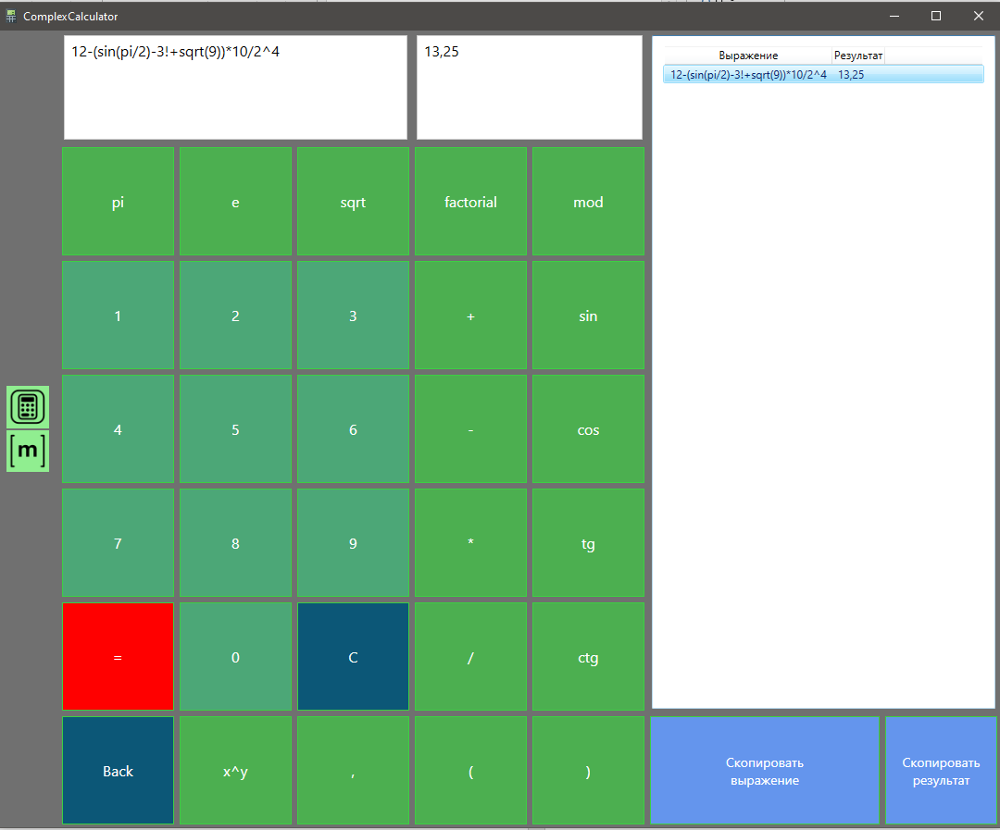 ComplexCalculator
12-(sin(pi/2)-3!+sqrt(9))*10/2^4
13,25
Выражение Результат
12-(sin(pi/2)-3!+sqrt(9))*10/2^4 13,25
pi e sqrt factorial mod
1 2 3 + sin
4 5 6 - cos
[m]
7 8 9 * tg
= 0 C / ctg
Back x^y , ( )
Скопировать
выражение
Скопировать
результат